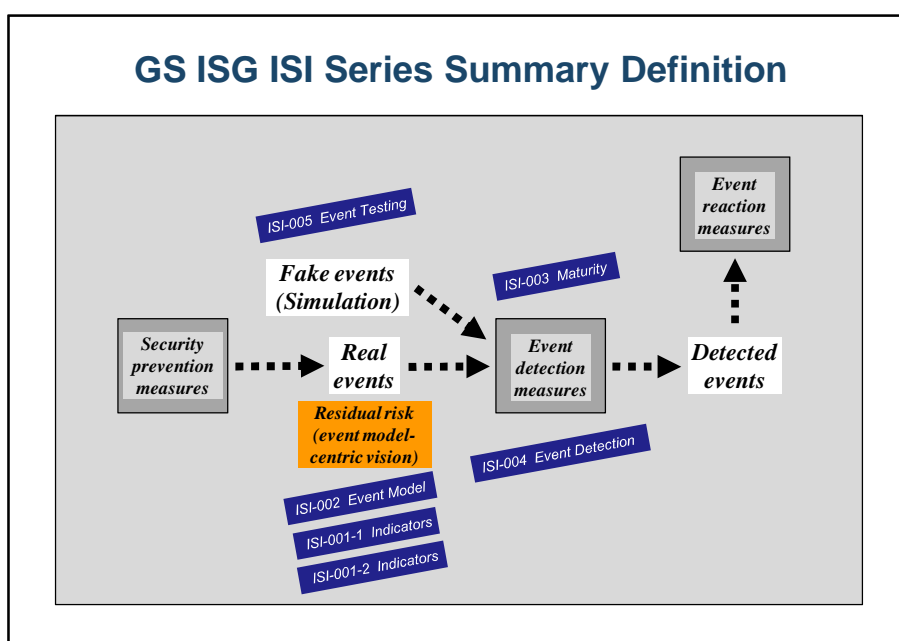 GS ISG ISI Series Summary Definition
Event
reaction
measures
ISI-005 Event Testing
Fake events
(Simulation)
ISI-003 Maturity
Security
prevention
measures
Real
events
Event
detection
measures
Detected
events
Residual risk
(event model-
centric vision)
ISI-004 Event Detection
ISI-002 Event Model
ISI-001-1 Indicators
ISI-001-2 Indicators